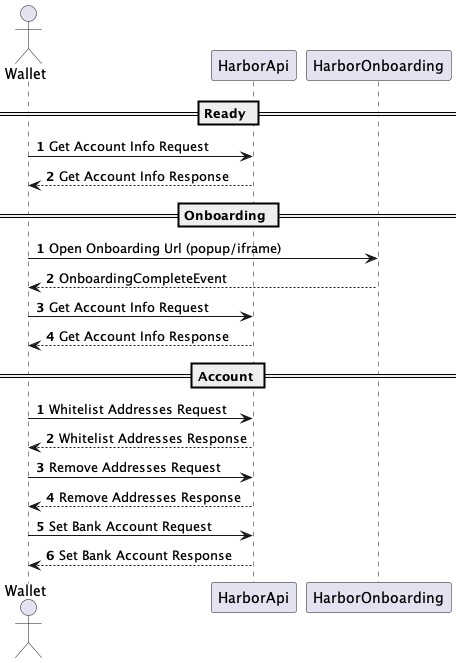 Wallet
HarborApi
HarborOnboarding
Ready
1 Get Account Info Request
2 Get Account Info Response
Onboarding
1 Open Onboarding Url (popup/iframe)
2 OnboardingCompleteEvent
3 Get Account Info Request
4 Get Account Info Response
Account
1 Whitelist Addresses Request
2 Whitelist Addresses Response
3 Remove Addresses Request
4 Remove Addresses Response
5 Set Bank Account Request
6 Set Bank Account Response
Wallet
HarborApi
HarborOnboarding